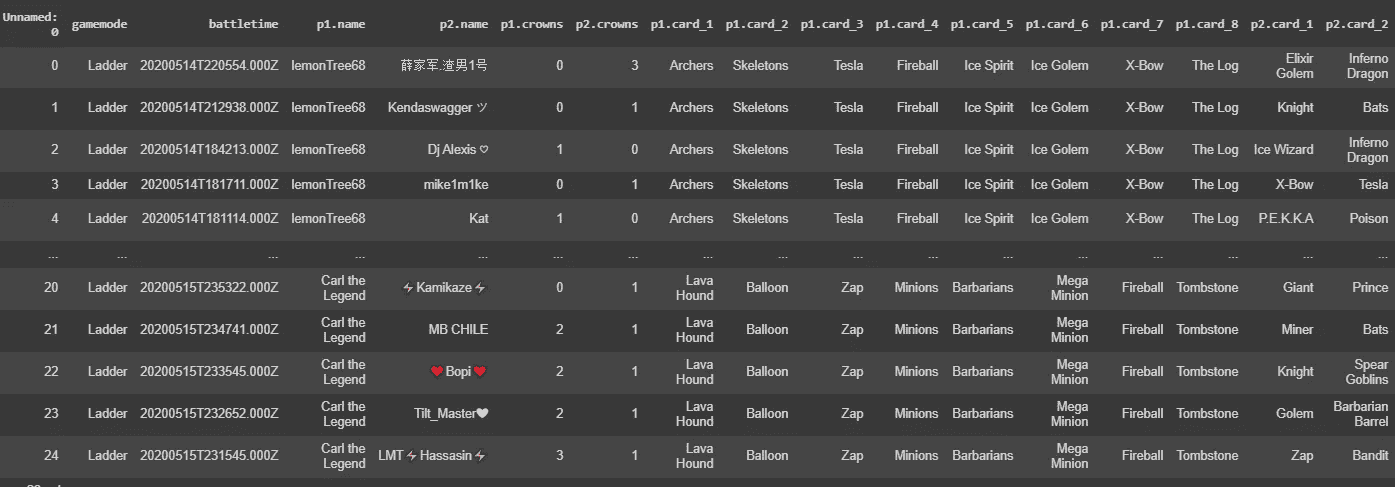 Unnamed: 0 gamemode battletime p1.name p2.name p1.crowns p2.crowns p1.card_1 p1.card_2 p1.card_3 p1.card_4 p1.card_5 p1.card_6 p1.card_7 p1.card_8 p2.card_1 p2.card_2
0 Ladder 20200514T220554.000Z lemonTree68 薛家军.渣男1号 0 3 Archers Skeletons Tesla Fireball Ice Spirit Ice Golem X-Bow The Log Elixir Golem Inferno Dragon
1 Ladder 20200514T212938.000Z lemonTree68 Kendaswagger ツ 0 1 Archers Skeletons Tesla Fireball Ice Spirit Ice Golem X-Bow The Log Knight Bats
2 Ladder 20200514T184213.000Z lemonTree68 Dj Alexis ♡ 1 0 Archers Skeletons Tesla Fireball Ice Spirit Ice Golem X-Bow The Log Ice Wizard Inferno Dragon
3 Ladder 20200514T181711.000Z lemonTree68 mike1m1ke 0 1 Archers Skeletons Tesla Fireball Ice Spirit Ice Golem X-Bow The Log X-Bow Tesla
4 Ladder 20200514T181114.000Z lemonTree68 Kat 1 0 Archers Skeletons Tesla Fireball Ice Spirit Ice Golem X-Bow The Log P.E.K.K.A Poison
... ... ... ... ... ... ... ... ... ... ... ... ... ... ... ... ...
20 Ladder 20200515T235322.000Z Carl the Legend ⚡Kamikaze⚡ 0 1 Lava Hound Balloon Zap Minions Barbarians Mega Minion Fireball Tombstone Giant Prince
21 Ladder 20200515T234741.000Z Carl the Legend MB CHILE 2 1 Lava Hound Balloon Zap Minions Barbarians Mega Minion Fireball Tombstone Miner Bats
22 Ladder 20200515T233545.000Z Carl the Legend ❤Bopi❤ 2 1 Lava Hound Balloon Zap Minions Barbarians Mega Minion Fireball Tombstone Knight Spear Goblins
23 Ladder 20200515T232652.000Z Carl the Legend Tilt_Master🤍 2 1 Lava Hound Balloon Zap Minions Barbarians Mega Minion Fireball Tombstone Golem Barbarian Barrel
24 Ladder 20200515T231545.000Z Carl the Legend LMT⚡Hassasin⚡ 3 1 Lava Hound Balloon Zap Minions Barbarians Mega Minion Fireball Tombstone Zap Bandit